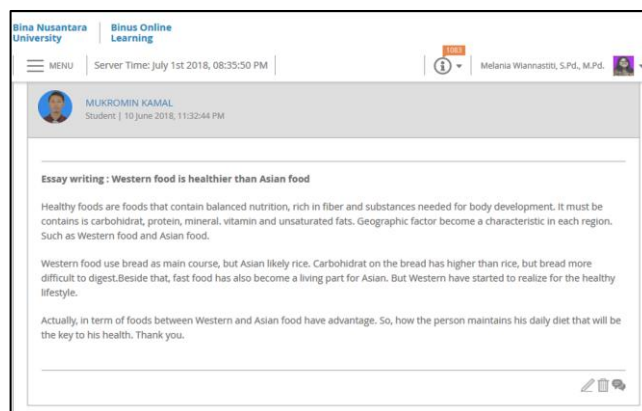 Bina Nusantara University
Binus Online Learning
MENU
Server Time: July 1st 2018, 08:35:50 PM
1083
Melania Wiannastiti, S.Pd., M.Pd.
MUKROMIN KAMAL
Student | 10 June 2018, 11:32:44 PM
Essay writing : Western food is healthier than Asian food
Healthy foods are foods that contain balanced nutrition, rich in fiber and substances needed for body development. It must be
contains is carbohidrat, protein, mineral. vitamin and unsaturated fats. Geographic factor become a characteristic in each region.
Such as Western food and Asian food.
Western food use bread as main course, but Asian likely rice. Carbohidrat on the bread has higher than rice, but bread more
difficult to digest.Beside that, fast food has also become a living part for Asian. But Western have started to realize for the healthy
lifestyle.
Actually, in term of foods between Western and Asian food have advantage. So, how the person maintains his daily diet that will be
the key to his health. Thank you.